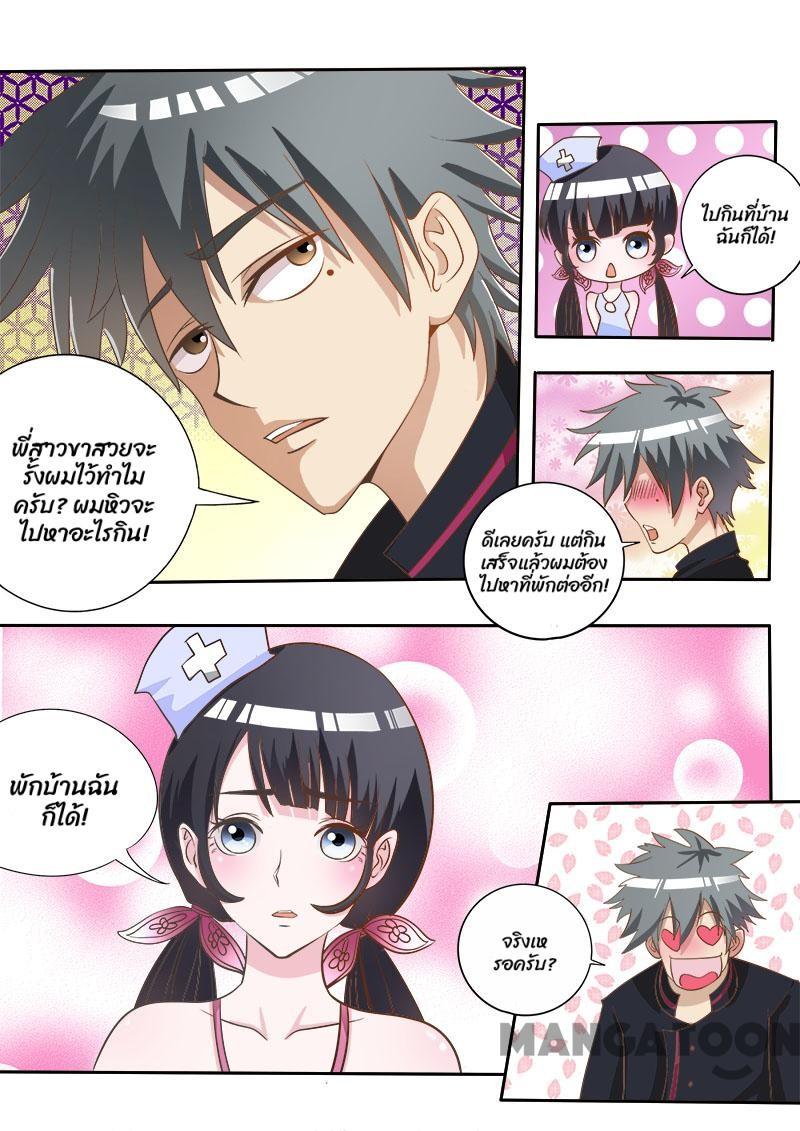 พี่สาวขาสวยจะ
รั้งผมไว้ทำไม
ครับ? ผมหิวจะ
ไปหาอะไรกิน!
ไปกินที่บ้าน
ฉันก็ได้!
ดีเลยครับ แต่กิน
เสร็จแล้วผมต้อง
ไปหาที่พักต่ออีก!
พักบ้านฉัน
ก็ได้!
จริงเห
รอครับ?
MANGA TOON